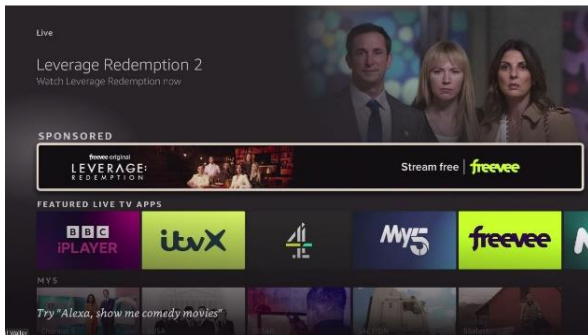 Live
Leverage Redemption 2
Watch Leverage Redemption now
SPONSORED
freevee original
LEVERAGE:
REDEMPTION
Stream free | freevee
FEATURED LIVE TV APPS
BBC
iPLAYER
itvX
4
My5
freevee
MY5
Try "Alexa, show me comedy movies"